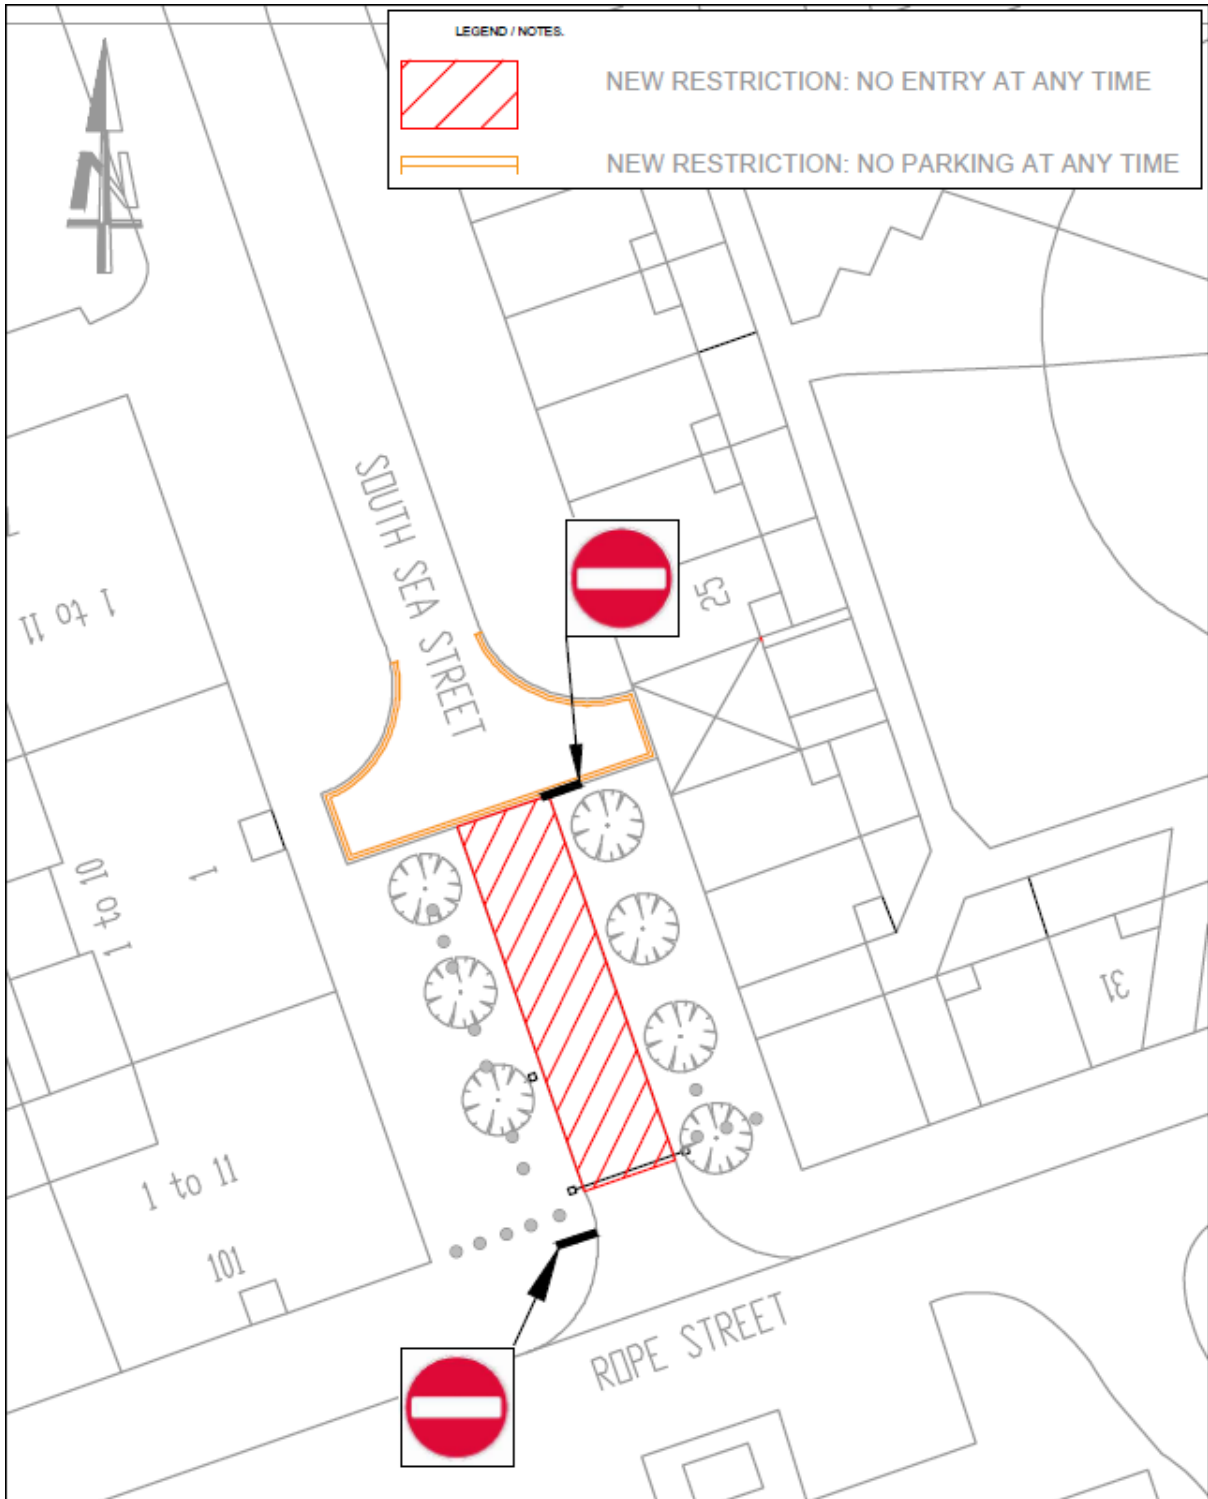 LEGEND / NOTES.
NEW RESTRICTION: NO ENTRY AT ANY TIME
NEW RESTRICTION: NO PARKING AT ANY TIME
N
SOUTH SEA STREET
25
1 to 11
1
1 to 10
31
1 to 11
101
ROPE STREET